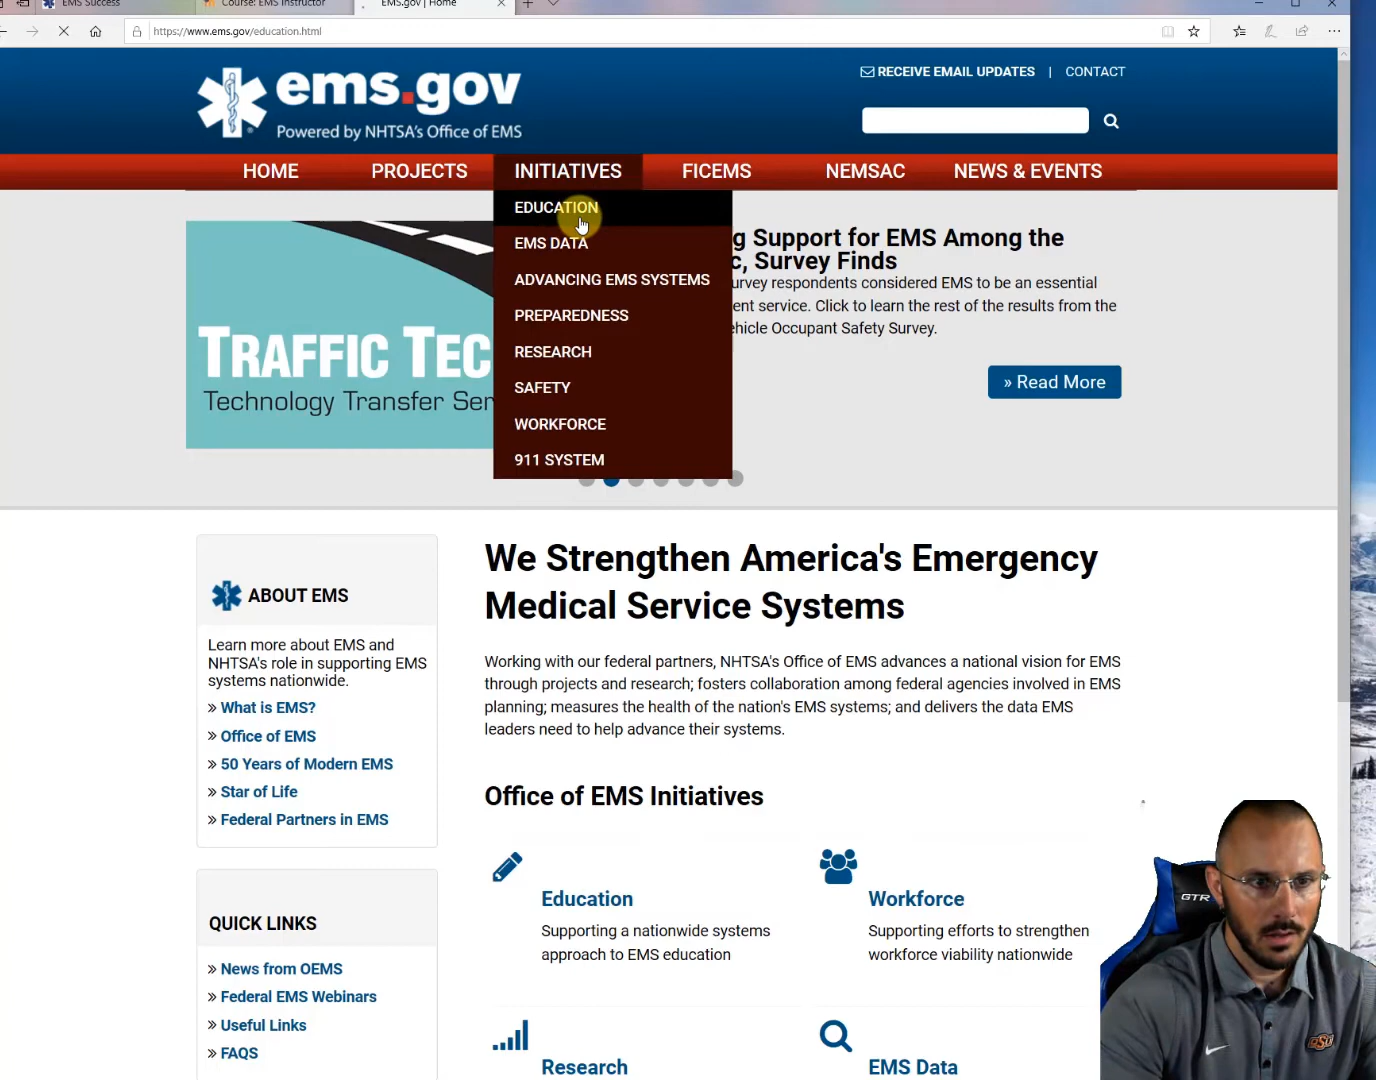 EMS Success
Course: EMS Instructor
EMS.gov | Home
https://www.ems.gov/education.html
ems.gov
Powered by NHTSA's Office of EMS
RECEIVE EMAIL UPDATES | CONTACT
HOME PROJECTS INITIATIVES FICEMS NEMSAC NEWS & EVENTS
EDUCATION
EMS DATA
ADVANCING EMS SYSTEMS
PREPAREDNESS
RESEARCH
SAFETY
WORKFORCE
911 SYSTEM
TRAFFIC TEC
Technology Transfer Ser
g Support for EMS Among the
c, Survey Finds
urvey respondents considered EMS to be an essential
ent service. Click to learn the rest of the results from the
ehicle Occupant Safety Survey.
» Read More
ABOUT EMS
Learn more about EMS and
NHTSA's role in supporting EMS
systems nationwide.
» What is EMS?
» Office of EMS
» 50 Years of Modern EMS
» Star of Life
» Federal Partners in EMS
QUICK LINKS
» News from OEMS
» Federal EMS Webinars
» Useful Links
» FAQS
We Strengthen America's Emergency
Medical Service Systems
Working with our federal partners, NHTSA's Office of EMS advances a national vision for EMS
through projects and research; fosters collaboration among federal agencies involved in EMS
planning; measures the health of the nation's EMS systems; and delivers the data EMS
leaders need to help advance their systems.
Office of EMS Initiatives
Education
Supporting a nationwide systems
approach to EMS education
Workforce
Supporting efforts to strengthen
workforce viability nationwide
Research
EMS Data
GTR
OSU